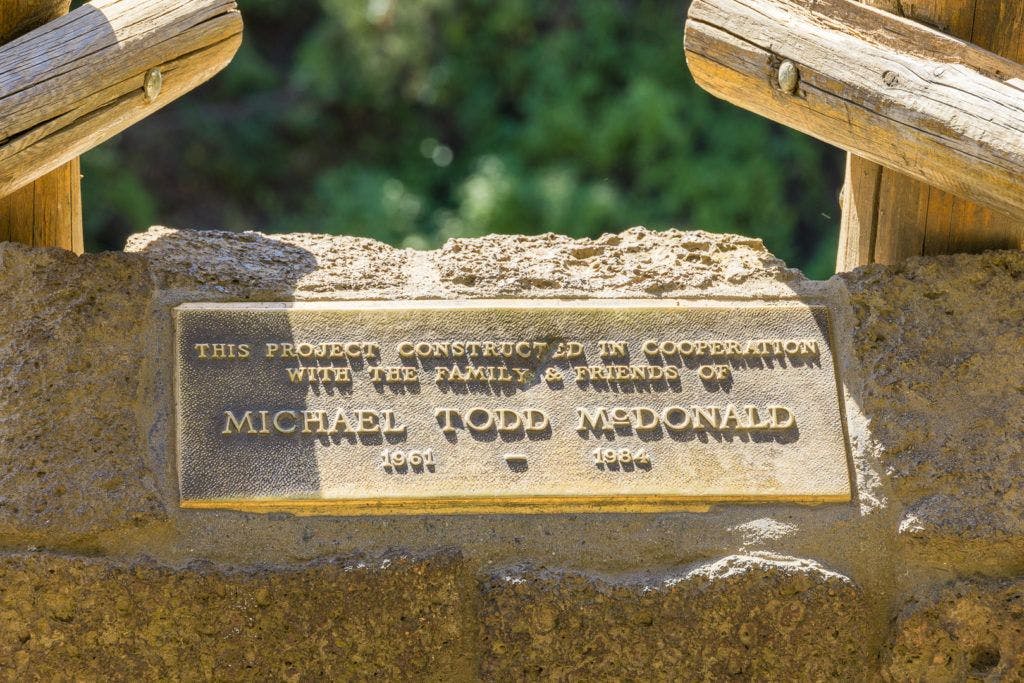 THIS PROJECT CONSTRUCTED IN COOPERATION
WITH THE FAMILY & FRIENDS OF
MICHAEL TODD McDONALD
1961 – 1984